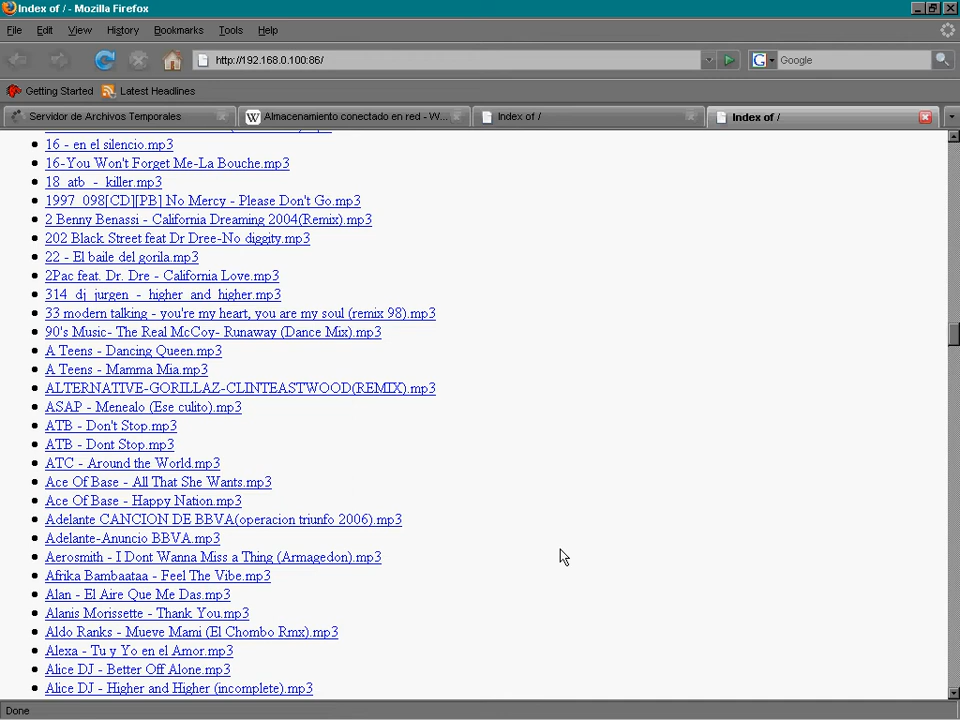 Index of / - Mozilla Firefox
File Edit View History Bookmarks Tools Help
http://192.168.0.100:86/
Google
Getting Started Latest Headlines
Servidor de Archivos Temporales
Almacenamiento conectado en red - W...
Index of /
Index of /
16 - en el silencio.mp3
16-You Won't Forget Me-La Bouche.mp3
18_atb_-_killer.mp3
1997_098[CD][PB] No Mercy - Please Don't Go.mp3
2 Benny Benassi - California Dreaming 2004(Remix).mp3
202 Black Street feat Dr Dree-No diggity.mp3
22 - El baile del gorila.mp3
2Pac feat. Dr. Dre - California Love.mp3
314_dj_jurgen_-_higher_and_higher.mp3
33 modern talking - you're my heart, you are my soul (remix 98).mp3
90's Music- The Real McCoy- Runaway (Dance Mix).mp3
A Teens - Dancing Queen.mp3
A Teens - Mamma Mia.mp3
ALTERNATIVE-GORILLAZ-CLINTEASTWOOD(REMIX).mp3
ASAP - Menealo (Ese culito).mp3
ATB - Don't Stop.mp3
ATB - Dont Stop.mp3
ATC - Around the World.mp3
Ace Of Base - All That She Wants.mp3
Ace Of Base - Happy Nation.mp3
Adelante CANCION DE BBVA(operacion triunfo 2006).mp3
Adelante-Anuncio BBVA.mp3
Aerosmith - I Dont Wanna Miss a Thing (Armagedon).mp3
Afrika Bambaataa - Feel The Vibe.mp3
Alan - El Aire Que Me Das.mp3
Alanis Morissette - Thank You.mp3
Aldo Ranks - Mueve Mami (El Chombo Rmx).mp3
Alexa - Tu y Yo en el Amor.mp3
Alice DJ - Better Off Alone.mp3
Alice DJ - Higher and Higher (incomplete).mp3
Done